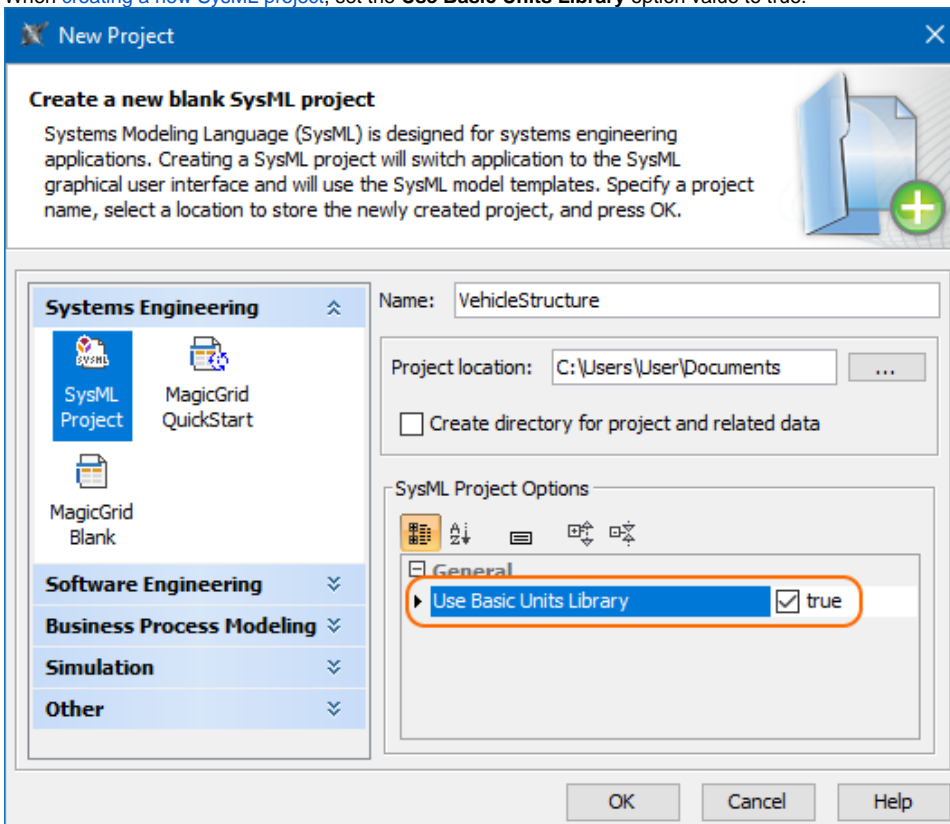 When creating a new SysML project, set the Use Basic Units Library option value to true.
New Project
Create a new blank SysML project
Systems Modeling Language (SysML) is designed for systems engineering
applications. Creating a SysML project will switch application to the SysML
graphical user interface and will use the SysML model templates. Specify a project
name, select a location to store the newly created project, and press OK.
Systems Engineering
SYSML
SysML
Project
MagicGrid
QuickStart
MagicGrid
Blank
Software Engineering
Business Process Modeling
Simulation
Other
Name: VehicleStructure
Project location: C:\Users\User\Documents ...
Create directory for project and related data
SysML Project Options
General
Use Basic Units Library true
OK Cancel Help